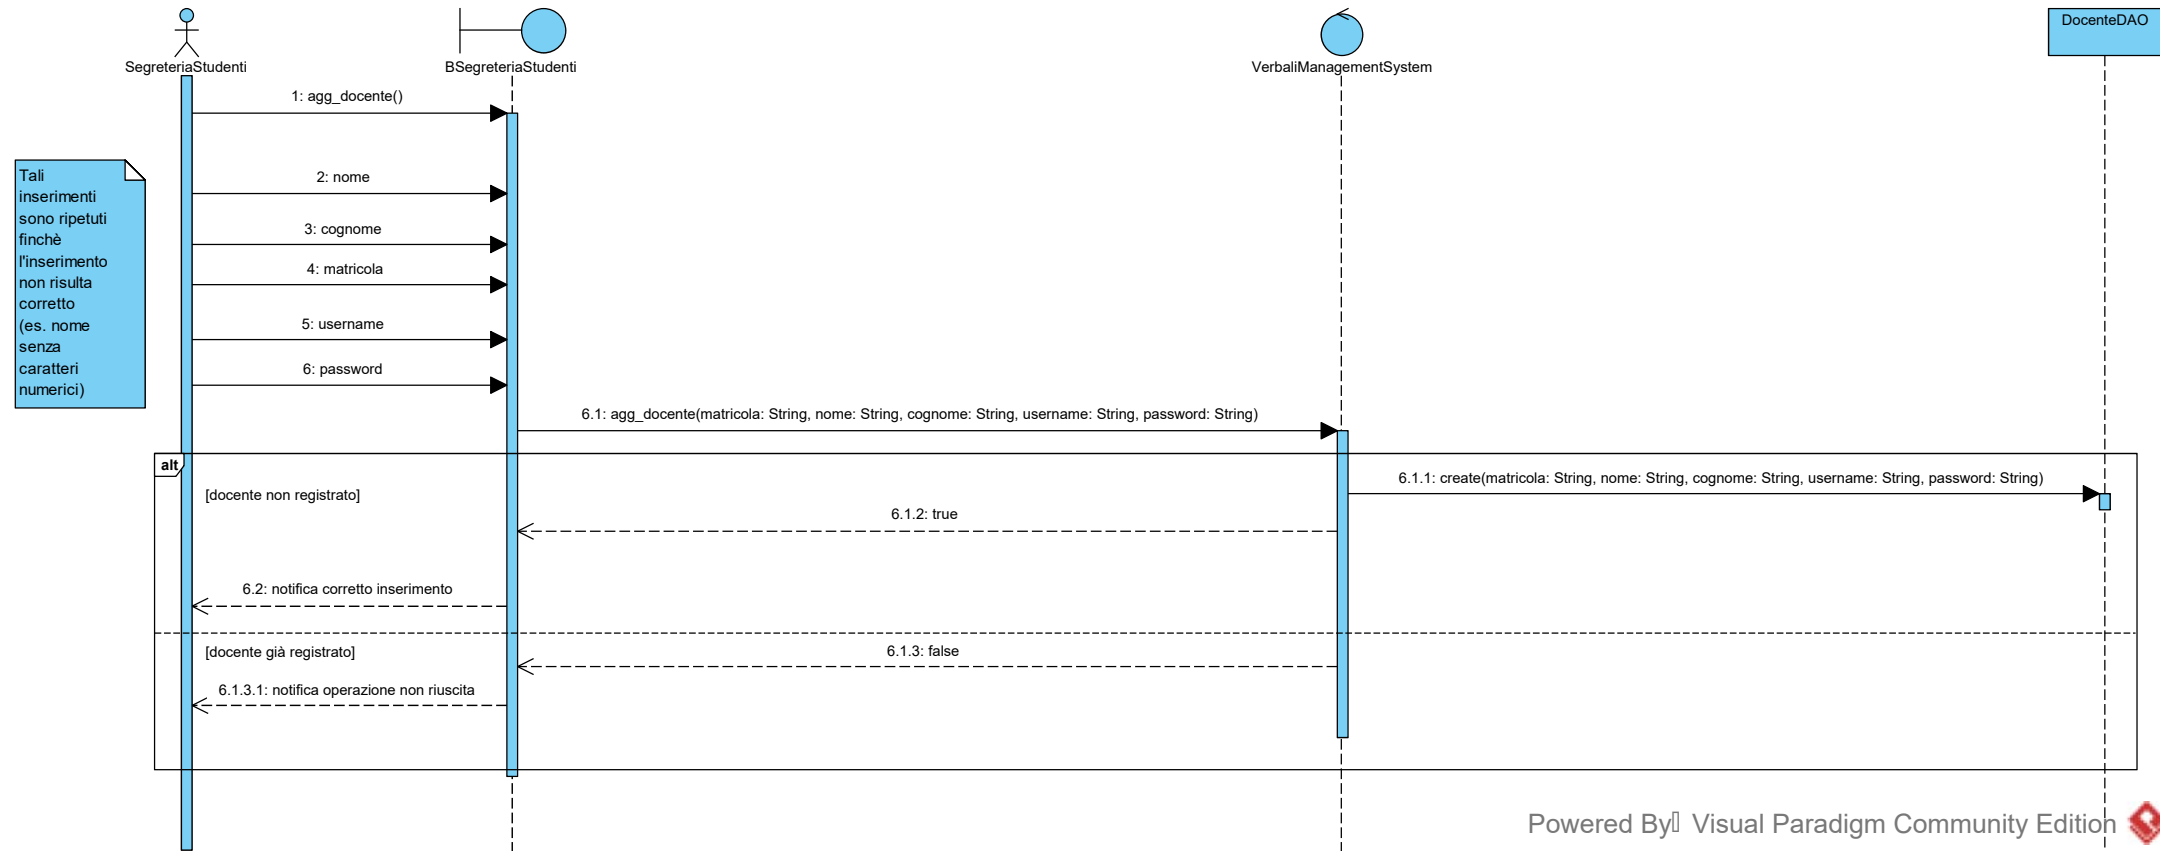 SegreteriaStudenti
BSegreteriaStudenti
VerbaliManagementSystem
DocenteDAO
1: agg_docente()
Tali
inserimenti
sono ripetuti
finchè
l'inserimento
non risulta
corretto
(es. nome
senza
caratteri
numerici)
2: nome
3: cognome
4: matricola
5: username
6: password
6.1: agg_docente(matricola: String, nome: String, cognome: String, username: String, password: String)
alt
[docente non registrato]
6.1.1: create(matricola: String, nome: String, cognome: String, username: String, password: String)
6.1.2: true
6.2: notifica corretto inserimento
[docente già registrato]
6.1.3: false
6.1.3.1: notifica operazione non riuscita
Powered By Visual Paradigm Community Edition